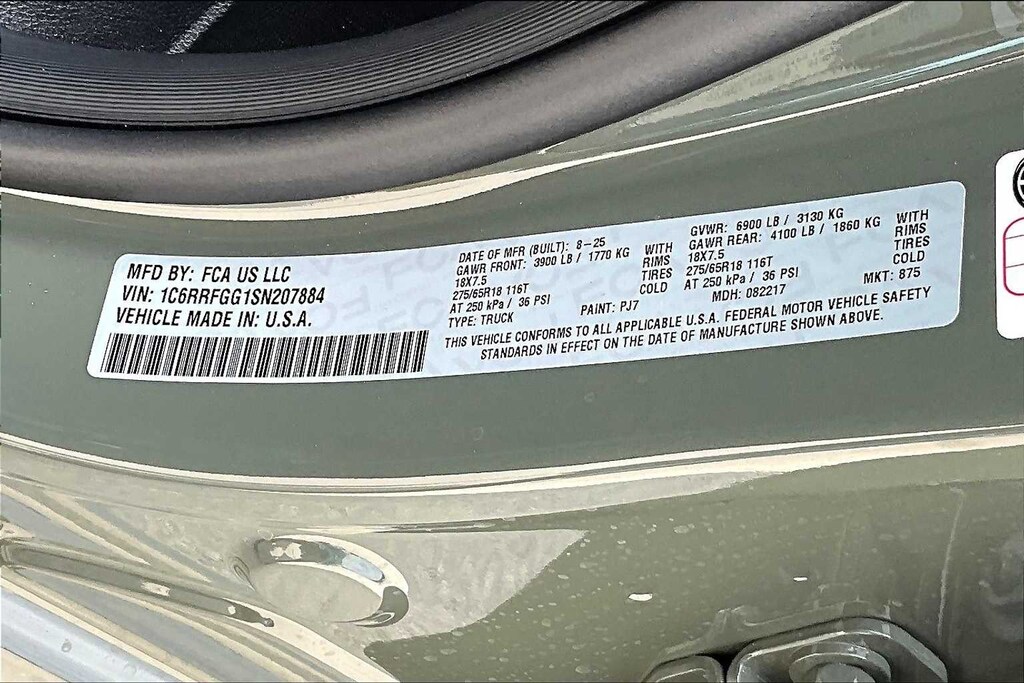 MFD BY: FCA US LLC
VIN: 1C6RRFGG1SN207884
VEHICLE MADE IN: U.S.A.
DATE OF MFR (BUILT): 8-25
GAWR FRONT: 3900 LB / 1770 KG WITH
18X7.5 RIMS
275/65R18 116T TIRES
AT 250 kPa / 36 PSI COLD
TYPE: TRUCK PAINT: PJ7
GVWR: 6900 LB / 3130 KG
GAWR REAR: 4100 LB / 1860 KG WITH
18X7.5 RIMS
275/65R18 116T TIRES
AT 250 kPa / 36 PSI COLD
MDH: 082217 MKT: 875
THIS VEHICLE CONFORMS TO ALL APPLICABLE U.S.A. FEDERAL MOTOR VEHICLE SAFETY
STANDARDS IN EFFECT ON THE DATE OF MANUFACTURE SHOWN ABOVE.